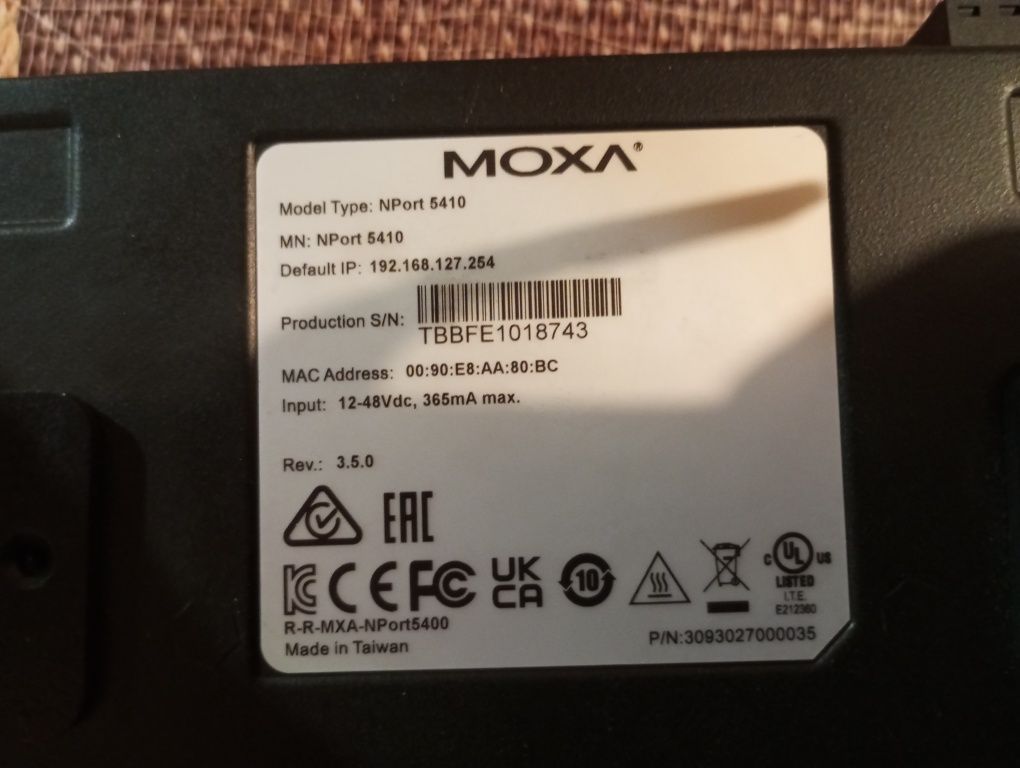 MOXA®
Model Type: NPort 5410
MN: NPort 5410
Default IP: 192.168.127.254
Production S/N:
TBBFE1018743
MAC Address: 00:90:E8:AA:80:BC
Input: 12-48Vdc, 365mA max.
Rev.: 3.5.0
EAC
KC CE FC UK CA 10 C UL US LISTED I.T.E. E212360
R-R-MXA-NPort5400
Made in Taiwan
P/N:3093027000035